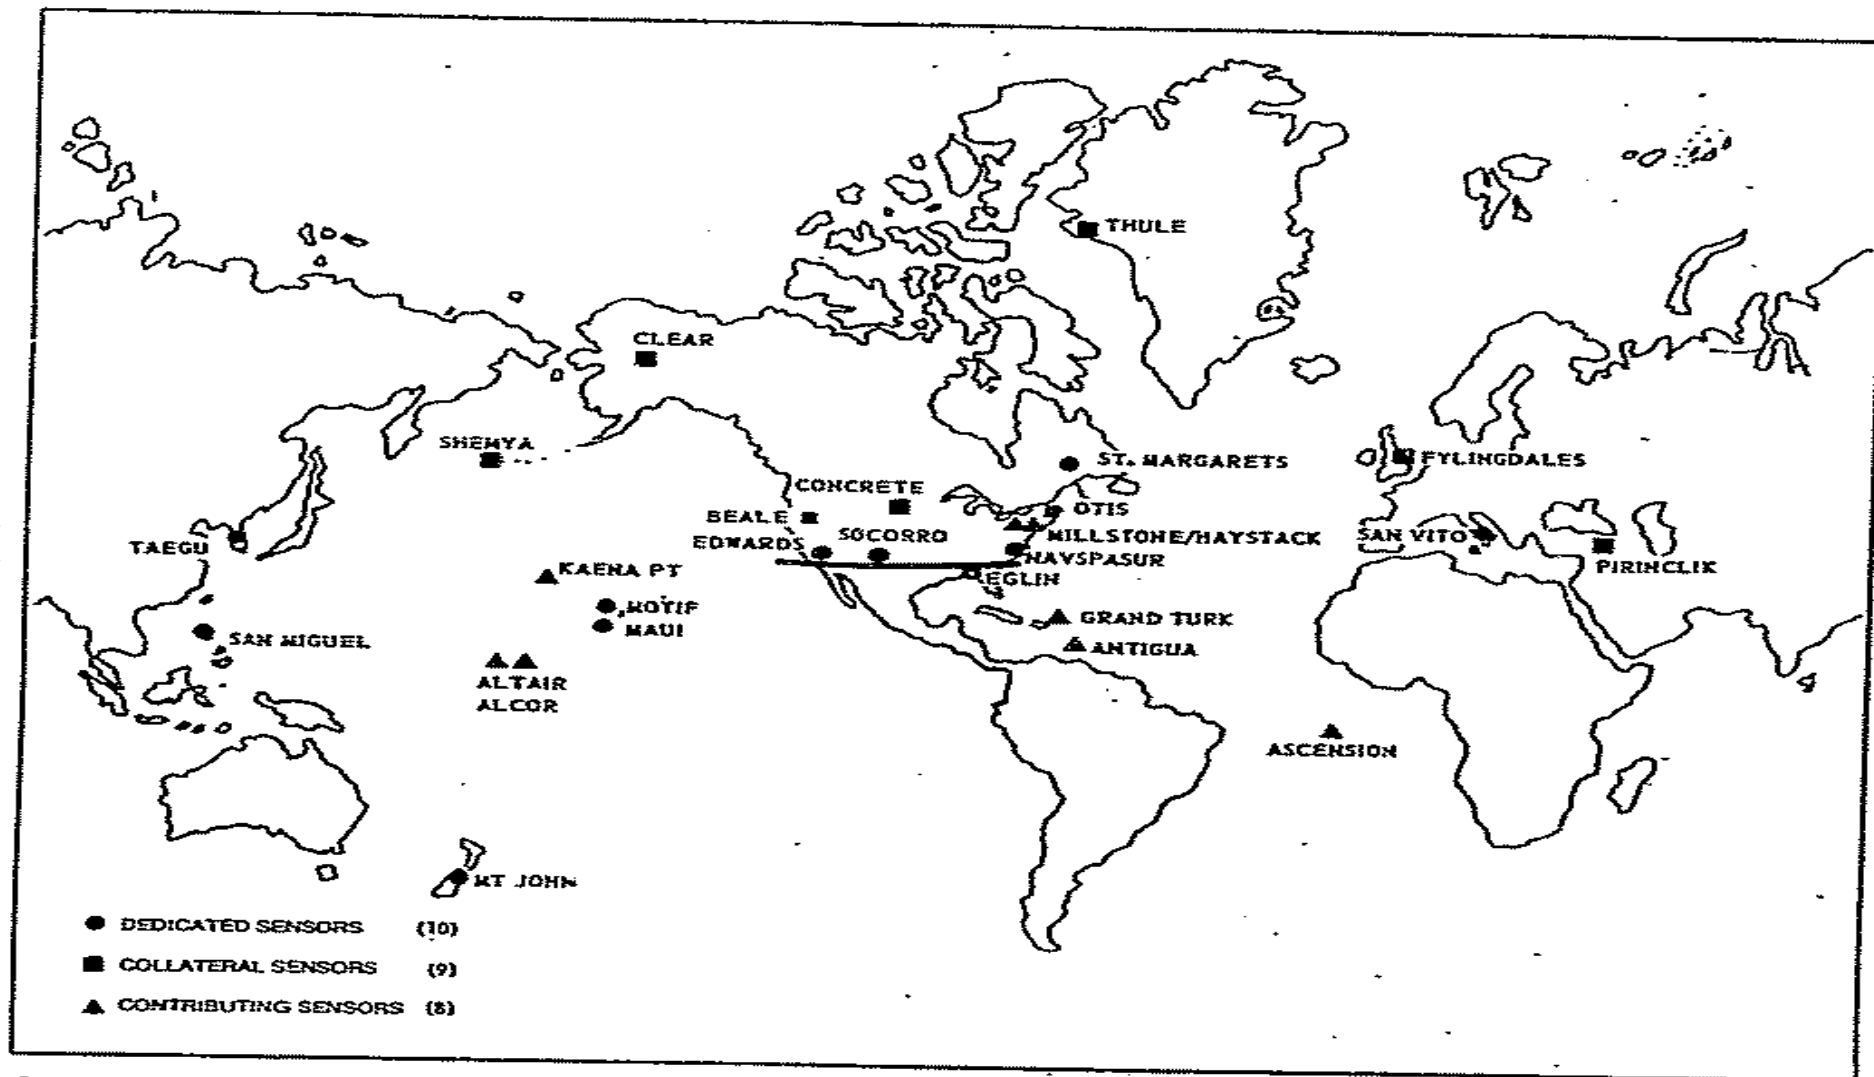 THULE
CLEAR
SHEMYA
ST. MARGARETS
FYLINGDALES
CONCRETE
BEALE
OTIS
EDWARDS
SOCORRO
MILLSTONE/HAYSTACK
SAN VITO
TAEGU
NAVSPASUR
PIRINCLIK
KAENA PT
EGLIN
MOTIF
MAUI
GRAND TURK
SAN MIGUEL
ANTIGUA
ALTAIR
ALCOR
ASCENSION
MT JOHN
DEDICATED SENSORS (10)
COLLATERAL SENSORS (9)
CONTRIBUTING SENSORS (8)